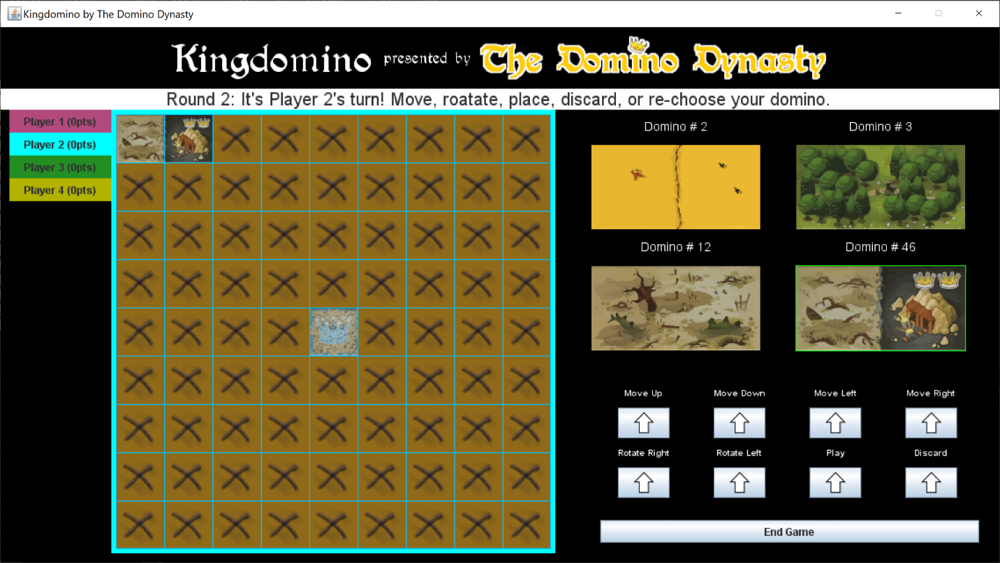 Kingdomino by The Domino Dynasty
Kingdomino presented by The Domino Dynasty
Round 2: It's Player 2's turn! Move, roatate, place, discard, or re-choose your domino.
Player 1 (0pts)
Player 2 (0pts)
Player 3 (0pts)
Player 4 (0pts)
Domino # 2
Domino # 3
Domino # 12
Domino # 46
Move Up
Move Down
Move Left
Move Right
Rotate Right
Rotate Left
Play
Discard
End Game